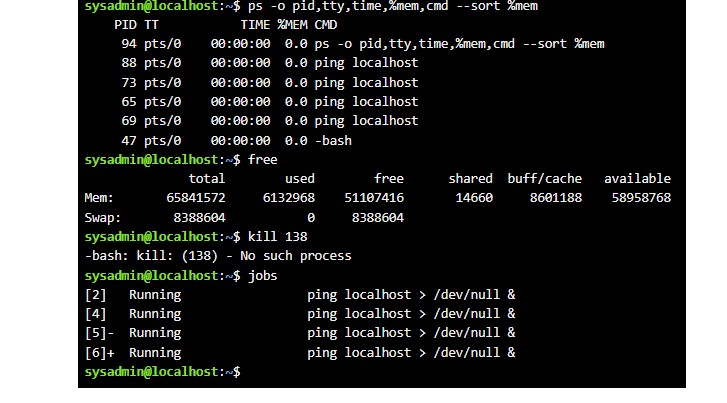 sysadmin@localhost:~$ ps -o pid,tty,time,%mem,cmd --sort %mem
PID TT TIME %MEM CMD
94 pts/0 00:00:00 0.0 ps -o pid,tty,time,%mem,cmd --sort %mem
88 pts/0 00:00:00 0.0 ping localhost
73 pts/0 00:00:00 0.0 ping localhost
65 pts/0 00:00:00 0.0 ping localhost
69 pts/0 00:00:00 0.0 ping localhost
47 pts/0 00:00:00 0.0 -bash
sysadmin@localhost:~$ free
total used free shared buff/cache available
Mem: 65841572 6132968 51107416 14660 8601188 58958768
Swap: 8388604 0 8388604
sysadmin@localhost:~$ kill 138
-bash: kill: (138) - No such process
sysadmin@localhost:~$ jobs
[2] Running ping localhost > /dev/null &
[4] Running ping localhost > /dev/null &
[5]- Running ping localhost > /dev/null &
[6]+ Running ping localhost > /dev/null &
sysadmin@localhost:~$